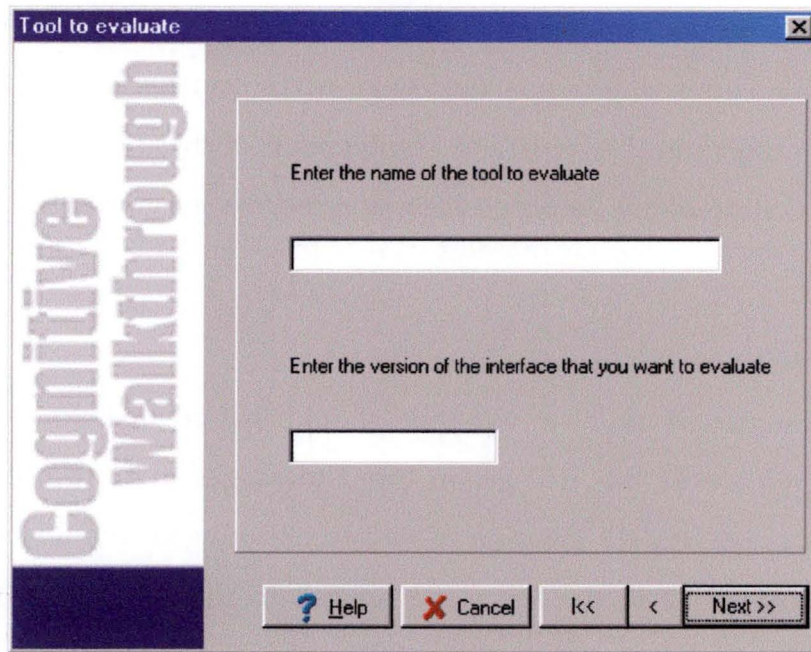 Tool to evaluate
Cognitive
Walkthrough
Enter the name of the tool to evaluate
Enter the version of the interface that you want to evaluate
? Help
X Cancel
|<<
<
Next >>